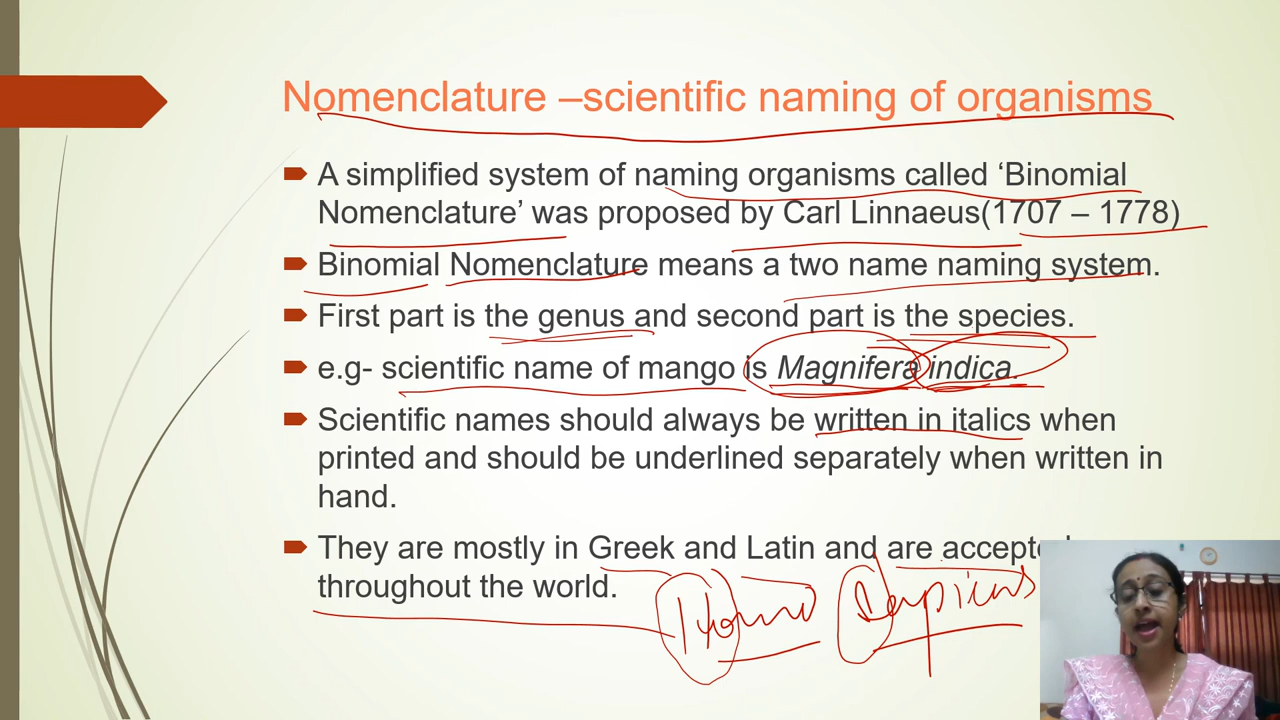 Nomenclature –scientific naming of organisms
A simplified system of naming organisms called ‘Binomial
Nomenclature’ was proposed by Carl Linnaeus(1707 – 1778)
Binomial Nomenclature means a two name naming system.
First part is the genus and second part is the species.
e.g- scientific name of mango is Magnifera indica.
Scientific names should always be written in italics when
printed and should be underlined separately when written in
hand.
They are mostly in Greek and Latin and are accepted
throughout the world.
Homo Sapiens